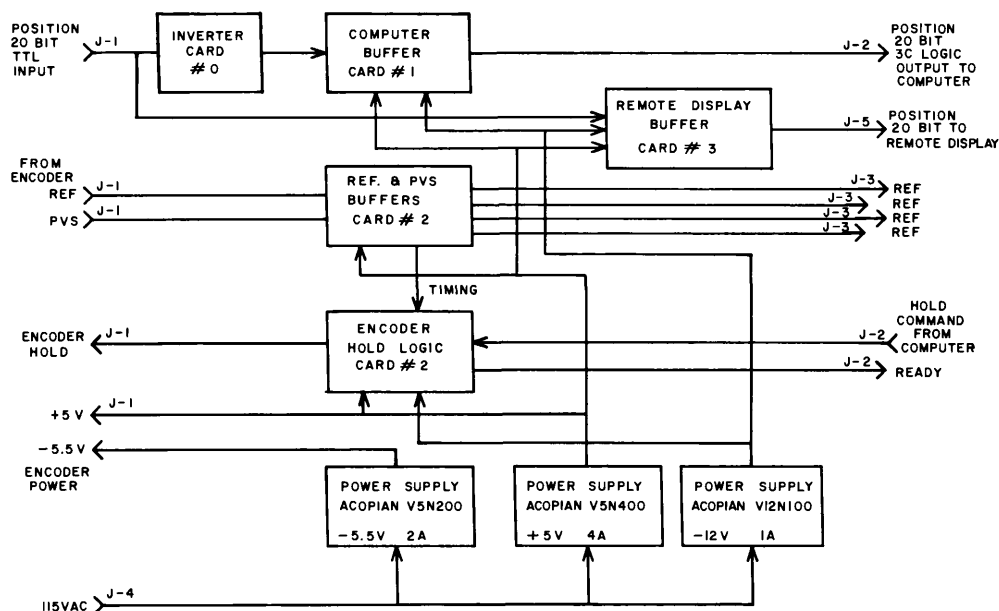 POSITION
20 BIT
TTL
INPUT
J-1
INVERTER
CARD
#0
COMPUTER
BUFFER
CARD #1
J-2
POSITION
20 BIT
3C LOGIC
OUTPUT TO
COMPUTER
REMOTE DISPLAY
BUFFER
CARD #3
J-5
POSITION
20 BIT TO
REMOTE DISPLAY
FROM
ENCODER
REF
J-1
PVS
J-1
REF. & PVS
BUFFERS
CARD #2
J-3
REF
J-3
REF
J-3
REF
J-3
REF
TIMING
ENCODER
HOLD
J-1
ENCODER
HOLD LOGIC
CARD #2
HOLD
COMMAND
FROM
COMPUTER
J-2
J-2
READY
+5V
J-1
-5.5V
ENCODER
POWER
POWER SUPPLY
ACOPIAN V5N200
-5.5V 2A
POWER SUPPLY
ACOPIAN V5N400
+5V 4A
POWER SUPPLY
ACOPIAN V12N100
-12V 1A
115VAC
J-4